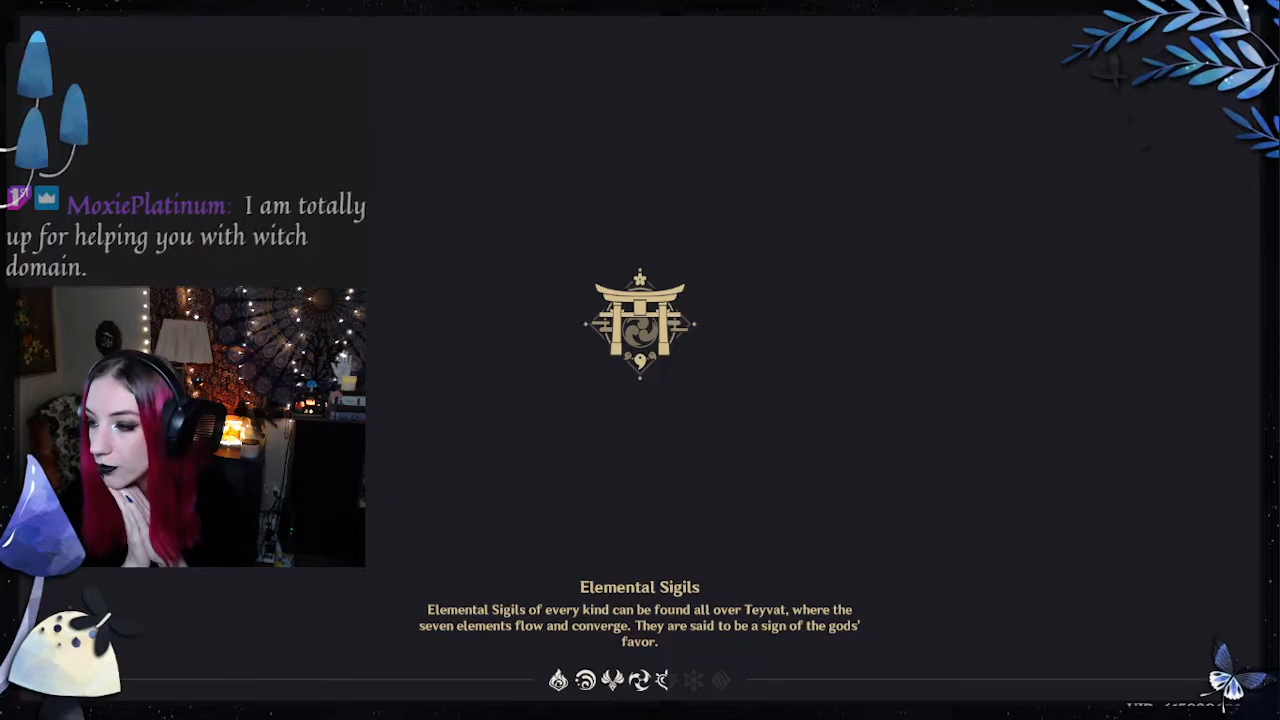 MoxiePlatinum: I am totally
up for helping you with witch
domain.
Elemental Sigils
Elemental Sigils of every kind can be found all over Teyvat, where the
seven elements flow and converge. They are said to be a sign of the gods'
favor.